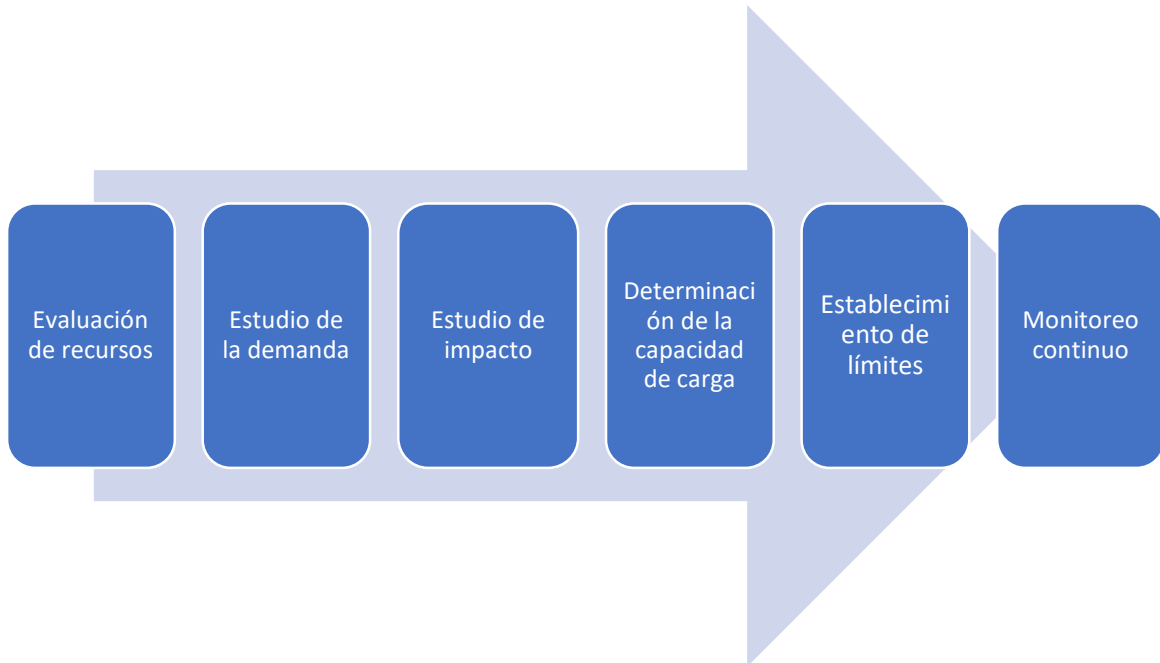 Evaluación
de recursos
Estudio de
la demanda
Estudio de
impacto
Determinaci
ón de la
capacidad
de carga
Establecimi
ento de
límites
Monitoreo
continuo